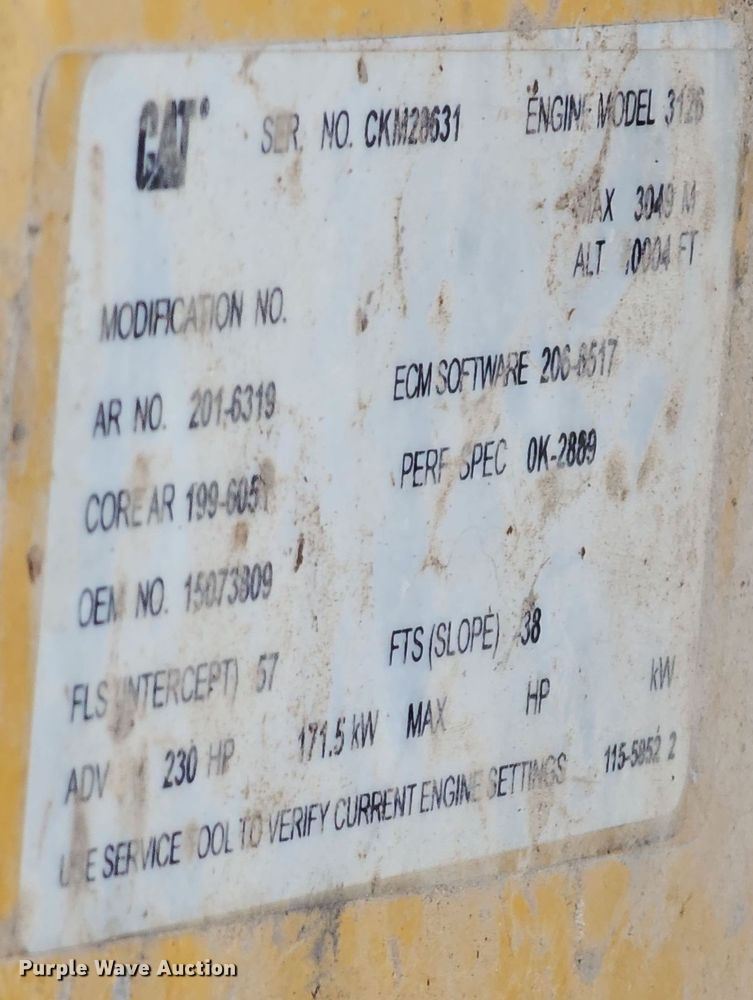 CAT SER. NO. CKM28631 ENGINE MODEL 3126
MAX 3049 M
ALT 10004 FT
MODIFICATION NO.
AR NO. 201-6319 ECM SOFTWARE 206-6517
CORE AR 199-6051 PERF SPEC 0K-2889
OEM NO. 15073809
FLS (INTERCEPT) 57 FTS (SLOPE) -38
ADV 230 HP 171.5 kW MAX HP kW
USE SERVICE TOOL TO VERIFY CURRENT ENGINE SETTINGS 115-5852 2
Purple Wave Auction